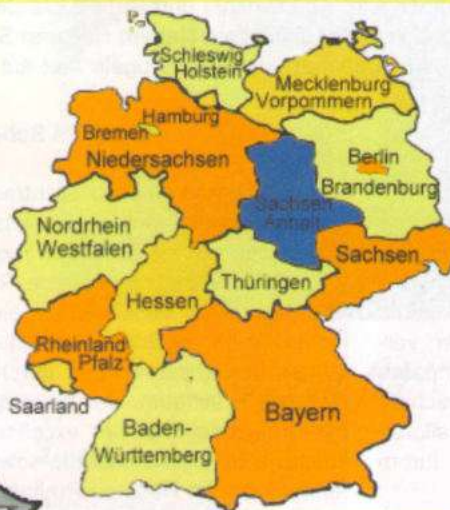 Schleswig
Holstein
Mecklenburg
Vorpommern
Hamburg
Bremen
Niedersachsen
Berlin
Brandenburg
Sachsen
Anhalt
Nordrhein
Westfalen
Sachsen
Thüringen
Hessen
Rheinland
Pfalz
Saarland
Baden-
Württemberg
Bayern